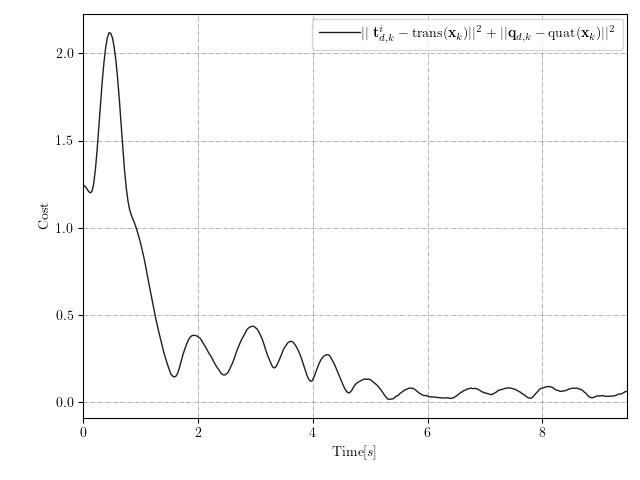 || t^i_{d,k} − trans(x_k)||² + ||q_{d,k} − quat(x_k)||²
2.0
1.5
1.0
0.5
0.0
Cost
0 2 4 6 8
Time[s]